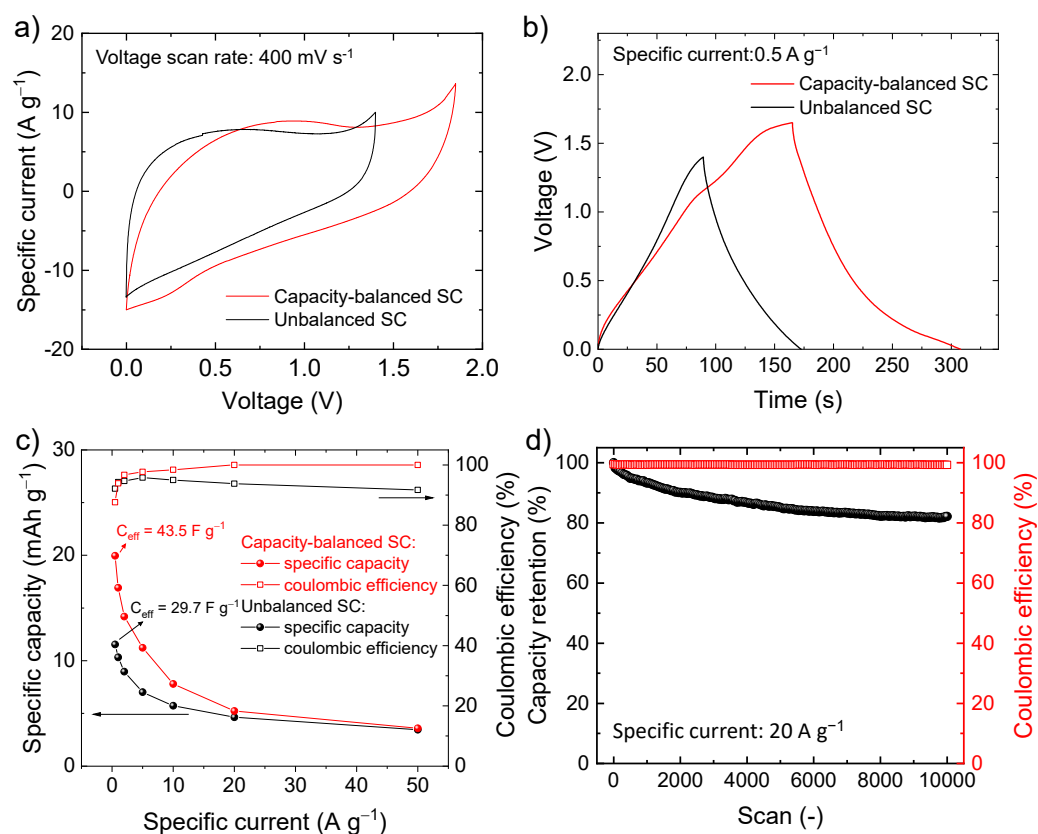 a)
Voltage scan rate: 400 mV s⁻¹
Capacity-balanced SC
Unbalanced SC
20
10
0
-10
-20
Specific current (A g⁻¹)
0.0 0.5 1.0 1.5 2.0
Voltage (V)
b)
Specific current:0.5 A g⁻¹
Capacity-balanced SC
Unbalanced SC
2.0
1.5
1.0
0.5
0.0
Voltage (V)
0 50 100 150 200 250 300
Time (s)
c)
C_eff = 43.5 F g⁻¹
C_eff = 29.7 F g⁻¹
Capacity-balanced SC:
specific capacity
coulombic efficiency
Unbalanced SC:
specific capacity
coulombic efficiency
30
20
10
0
Specific capacity (mAh g⁻¹)
100
80
60
40
20
0
Coulombic efficiency (%)
0 10 20 30 40 50
Specific current (A g⁻¹)
d)
Specific current: 20 A g⁻¹
100
80
60
40
20
0
Capacity retention (%)
100
80
60
40
20
0
Coulombic efficiency (%)
0 2000 4000 6000 8000 10000
Scan (-)